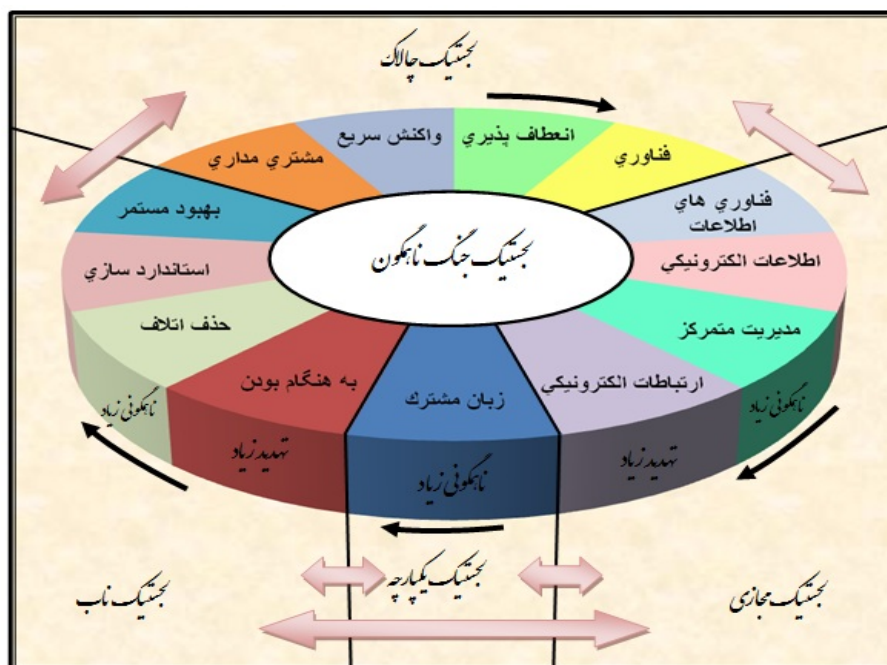 لجستیک چالاک
واکنش سريع
انعطاف پذيري
فناوري
مشتري مداري
بهبود مستمر
استاندارد سازي
حذف اتلاف
به هنگام بودن
زبان مشترك
ارتباطات الكترونيكي
مديريت متمركز
اطلاعات الكترونيكي
فناوري هاي
اطلاعات
لجستیک جنگ ناهمگون
ناهمگونی زیاد
تهدید زیاد
ناهمگونی زیاد
تهدید زیاد
ناهمگونی زیاد
لجستیک مجازی
لجستیک یکپارچه
لجستیک ناب